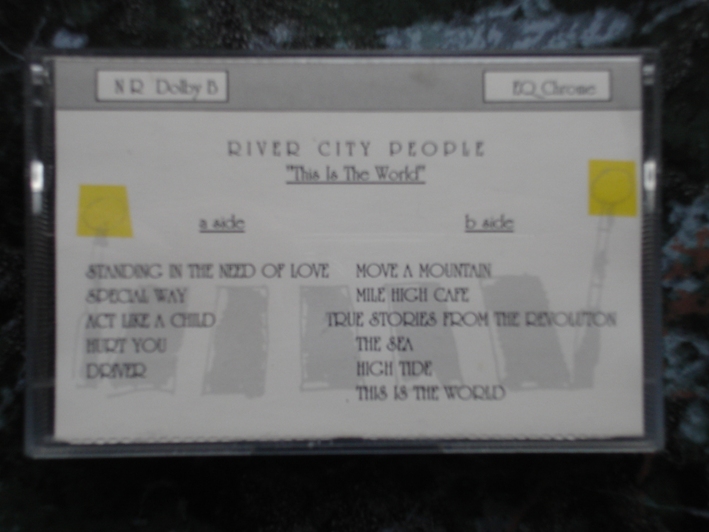 N R Dolby B
EQ Chrome
RIVER CITY PEOPLE
"This Is The World"
a side
b side
STANDING IN THE NEED OF LOVE
SPECIAL WAY
ACT LIKE A CHILD
HURT YOU
DRIVER
MOVE A MOUNTAIN
MILE HIGH CAFE
TRUE STORIES FROM THE REVOLUTON
THE SEA
HIGH TIDE
THIS IS THE WORLD